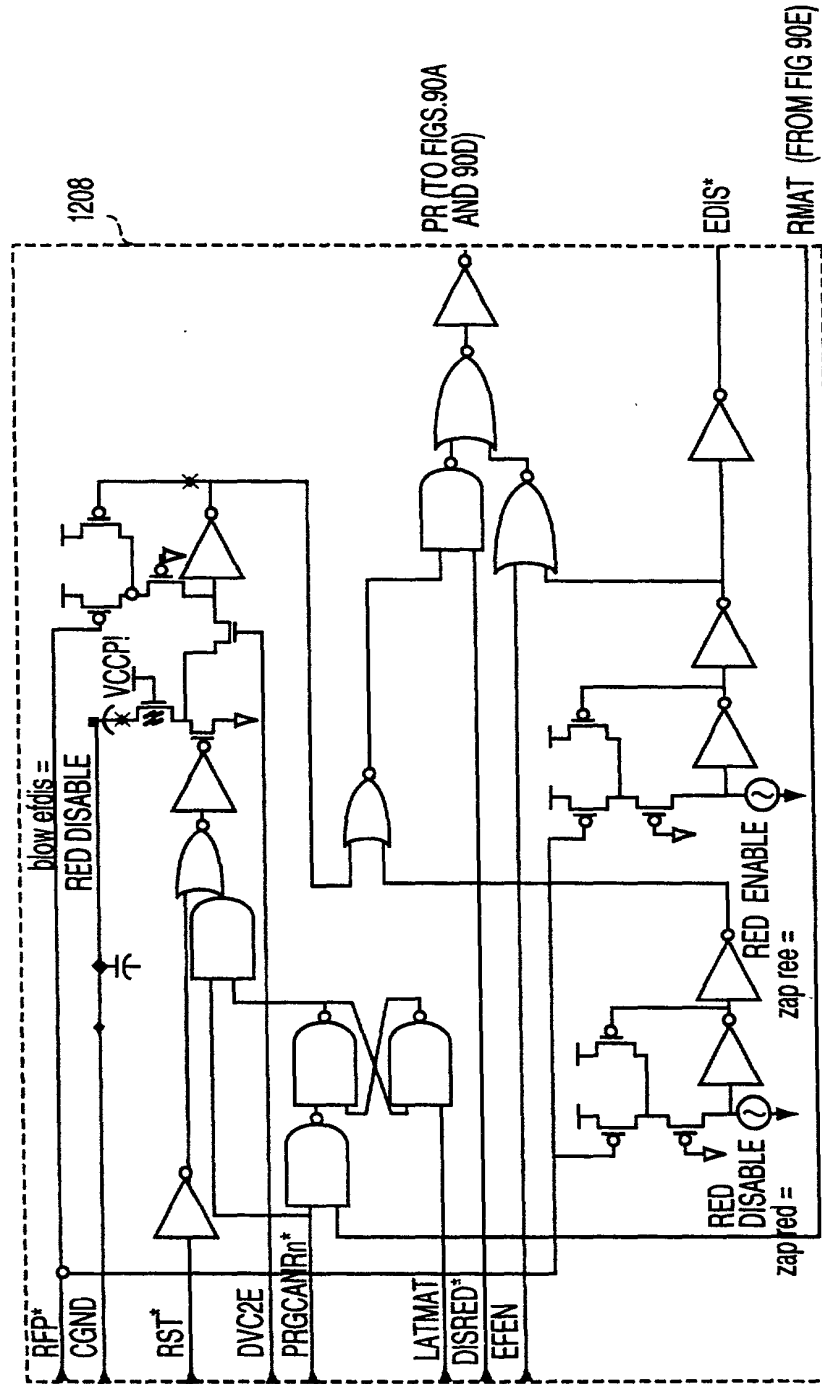 1208
PR (TO FIGS.90A
AND 90D)
EDIS*
RMAT (FROM FIG 90E)
blow efdis =
RED DISABLE
VCCP!
RED ENABLE
zap ree =
RED
DISABLE
zap red =
RFP*
CGND
RST*
DVC2E
PRGCANRn*
LATMAT
DISRED*
EFEN